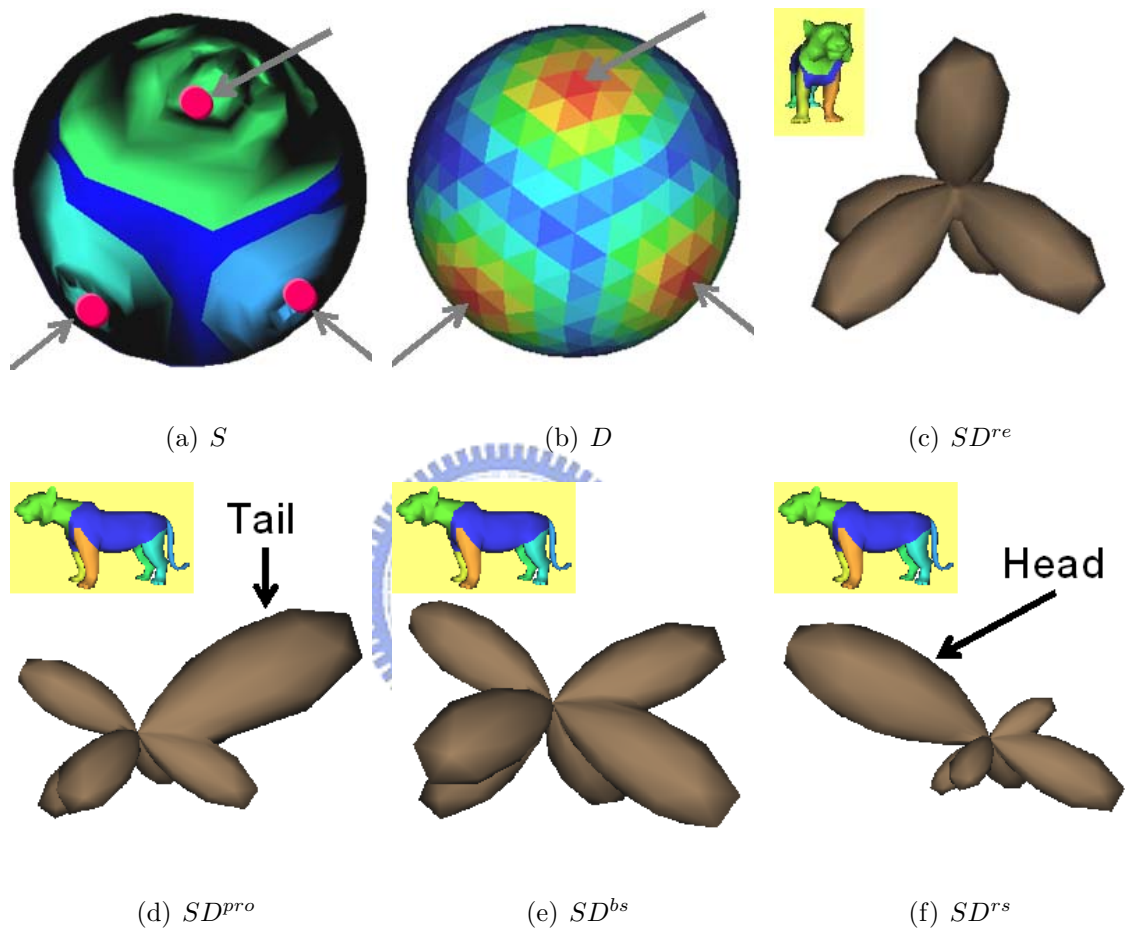 (a) S
(b) D
(c) SD^{re}
Tail
Head
(d) SD^{pro}
(e) SD^{bs}
(f) SD^{rs}